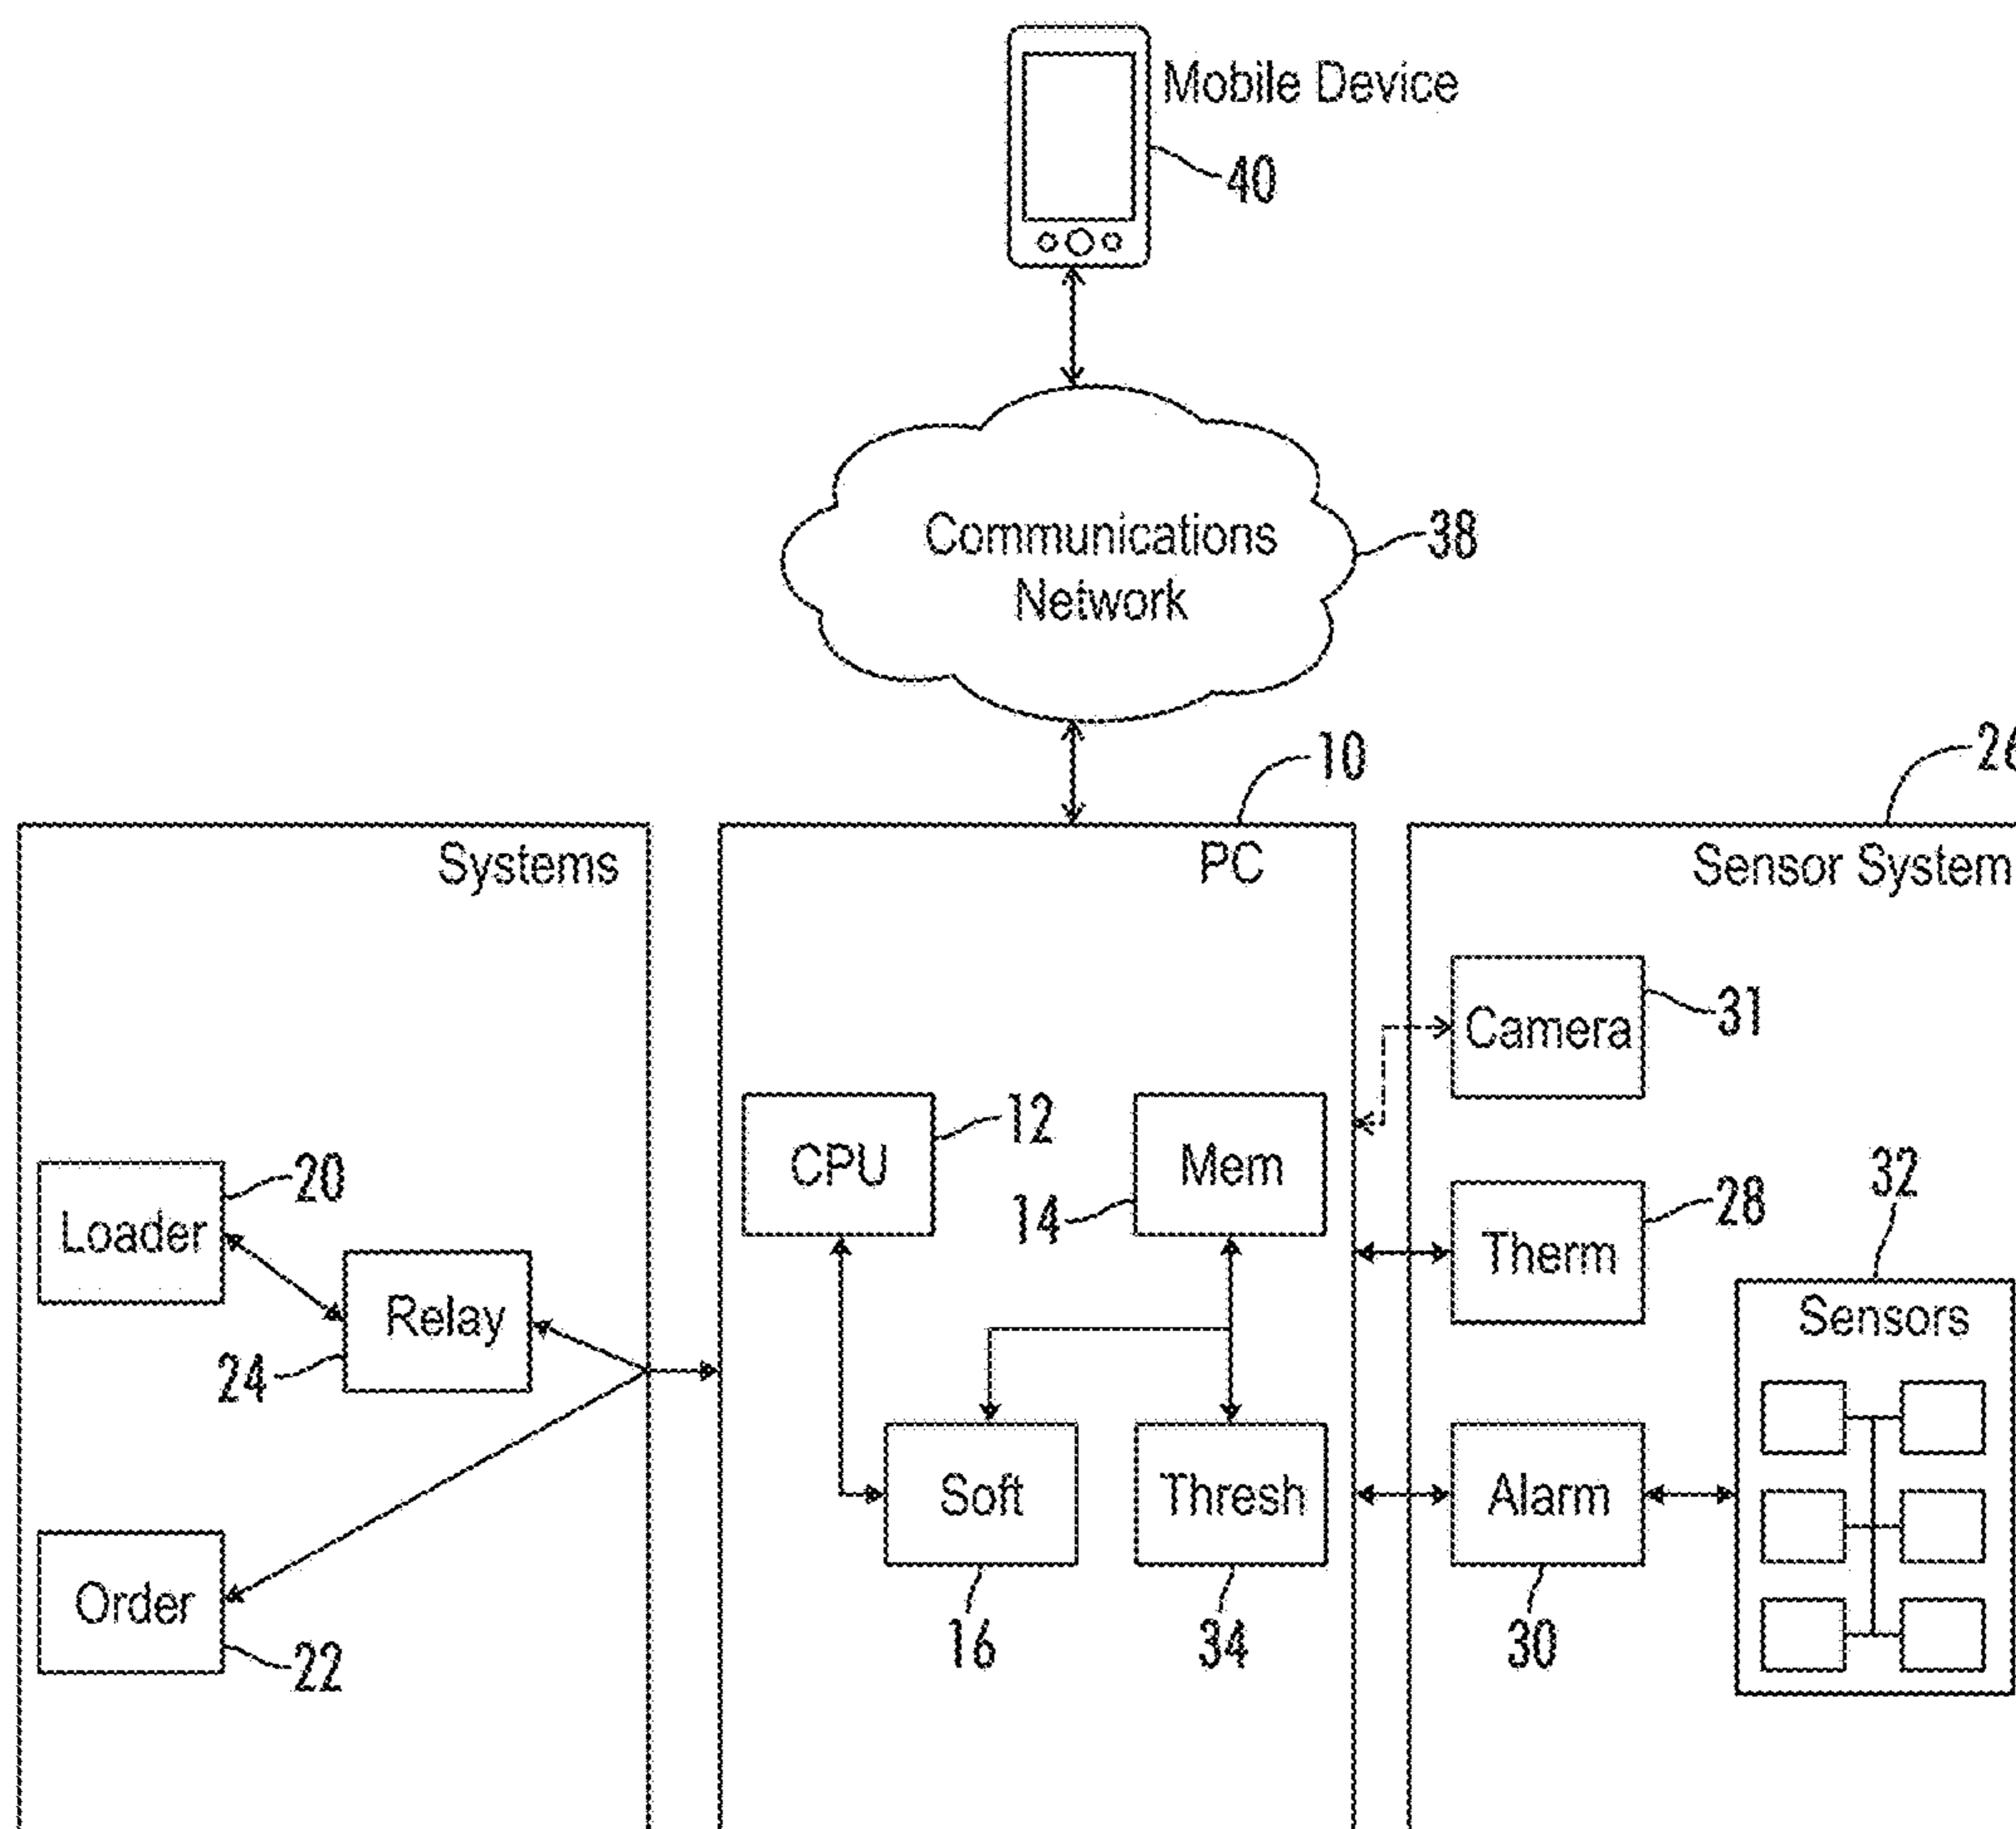 Mobile Device
40
Communications
Network
38
10
26
Systems
PC
Sensor System
Camera
31
CPU
12
Mem
14
Loader
20
Therm
28
32
Sensors
Relay
24
Soft
Thresh
Alarm
Order
22
16
34
30